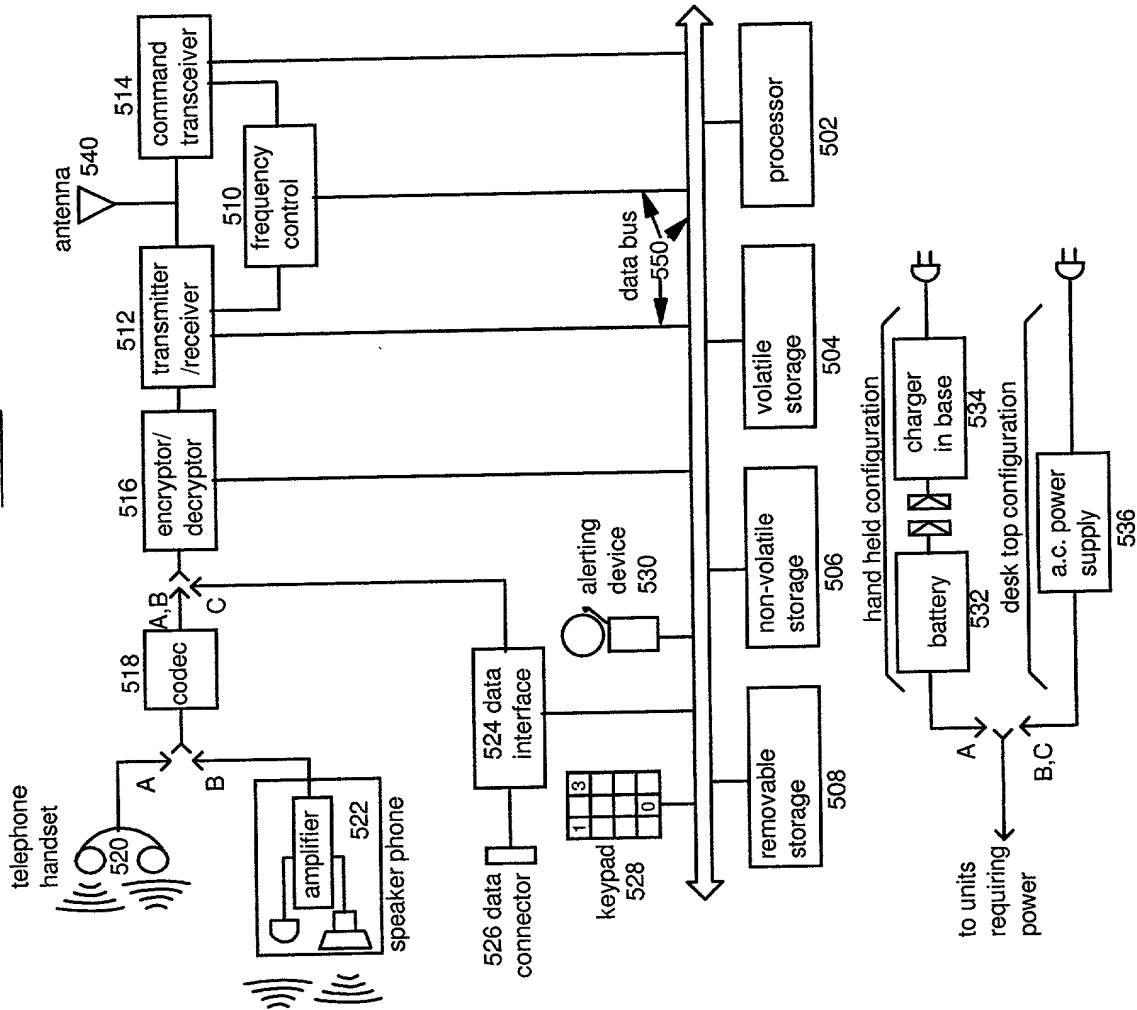 antenna
540
514
command
transceiver
512
transmitter
/receiver
510
frequency
control
516
encryptor/
decryptor
A,B
C
518
codec
telephone
handset
520
A
B
amplifier
522
speaker phone
526 data
connector
524 data
interface
alerting
device
530
1
3
0
keypad
528
data bus
550
removable
storage
508
non-volatile
storage
506
volatile
storage
504
processor
502
hand held configuration
battery
532
charger
in base
534
desk top configuration
a.c. power
supply
536
A
B,C
to units
requiring
power